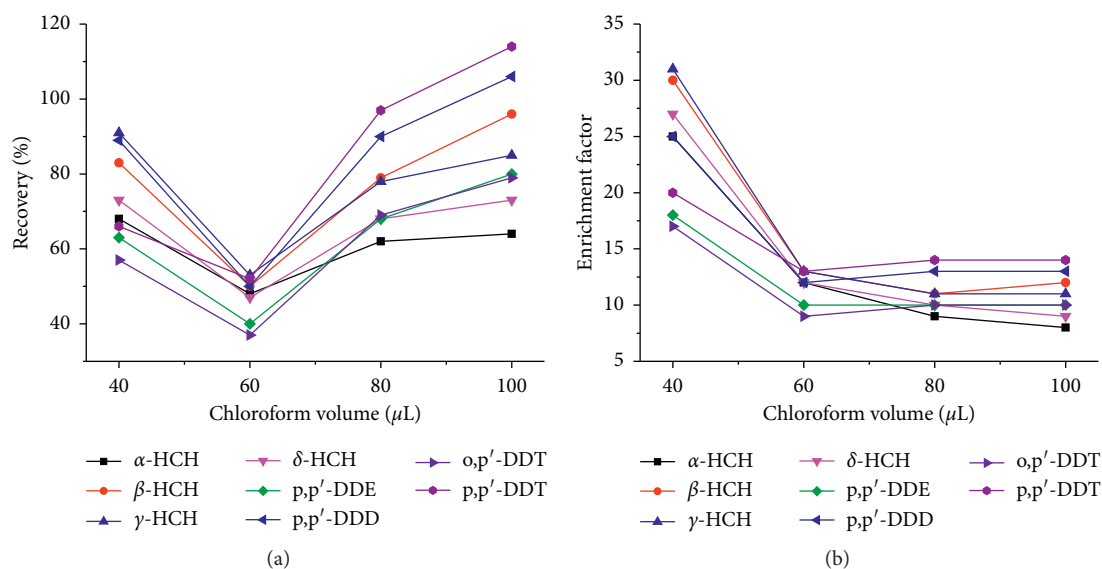 120
100
80
60
40
Recovery (%)
40 60 80 100
Chloroform volume (μL)
α-HCH δ-HCH o,p′-DDT
β-HCH p,p′-DDE p,p′-DDT
γ-HCH p,p′-DDD
(a)
35
30
25
20
15
10
5
Enrichment factor
40 60 80 100
Chloroform volume (μL)
α-HCH δ-HCH o,p′-DDT
β-HCH p,p′-DDE p,p′-DDT
γ-HCH p,p′-DDD
(b)